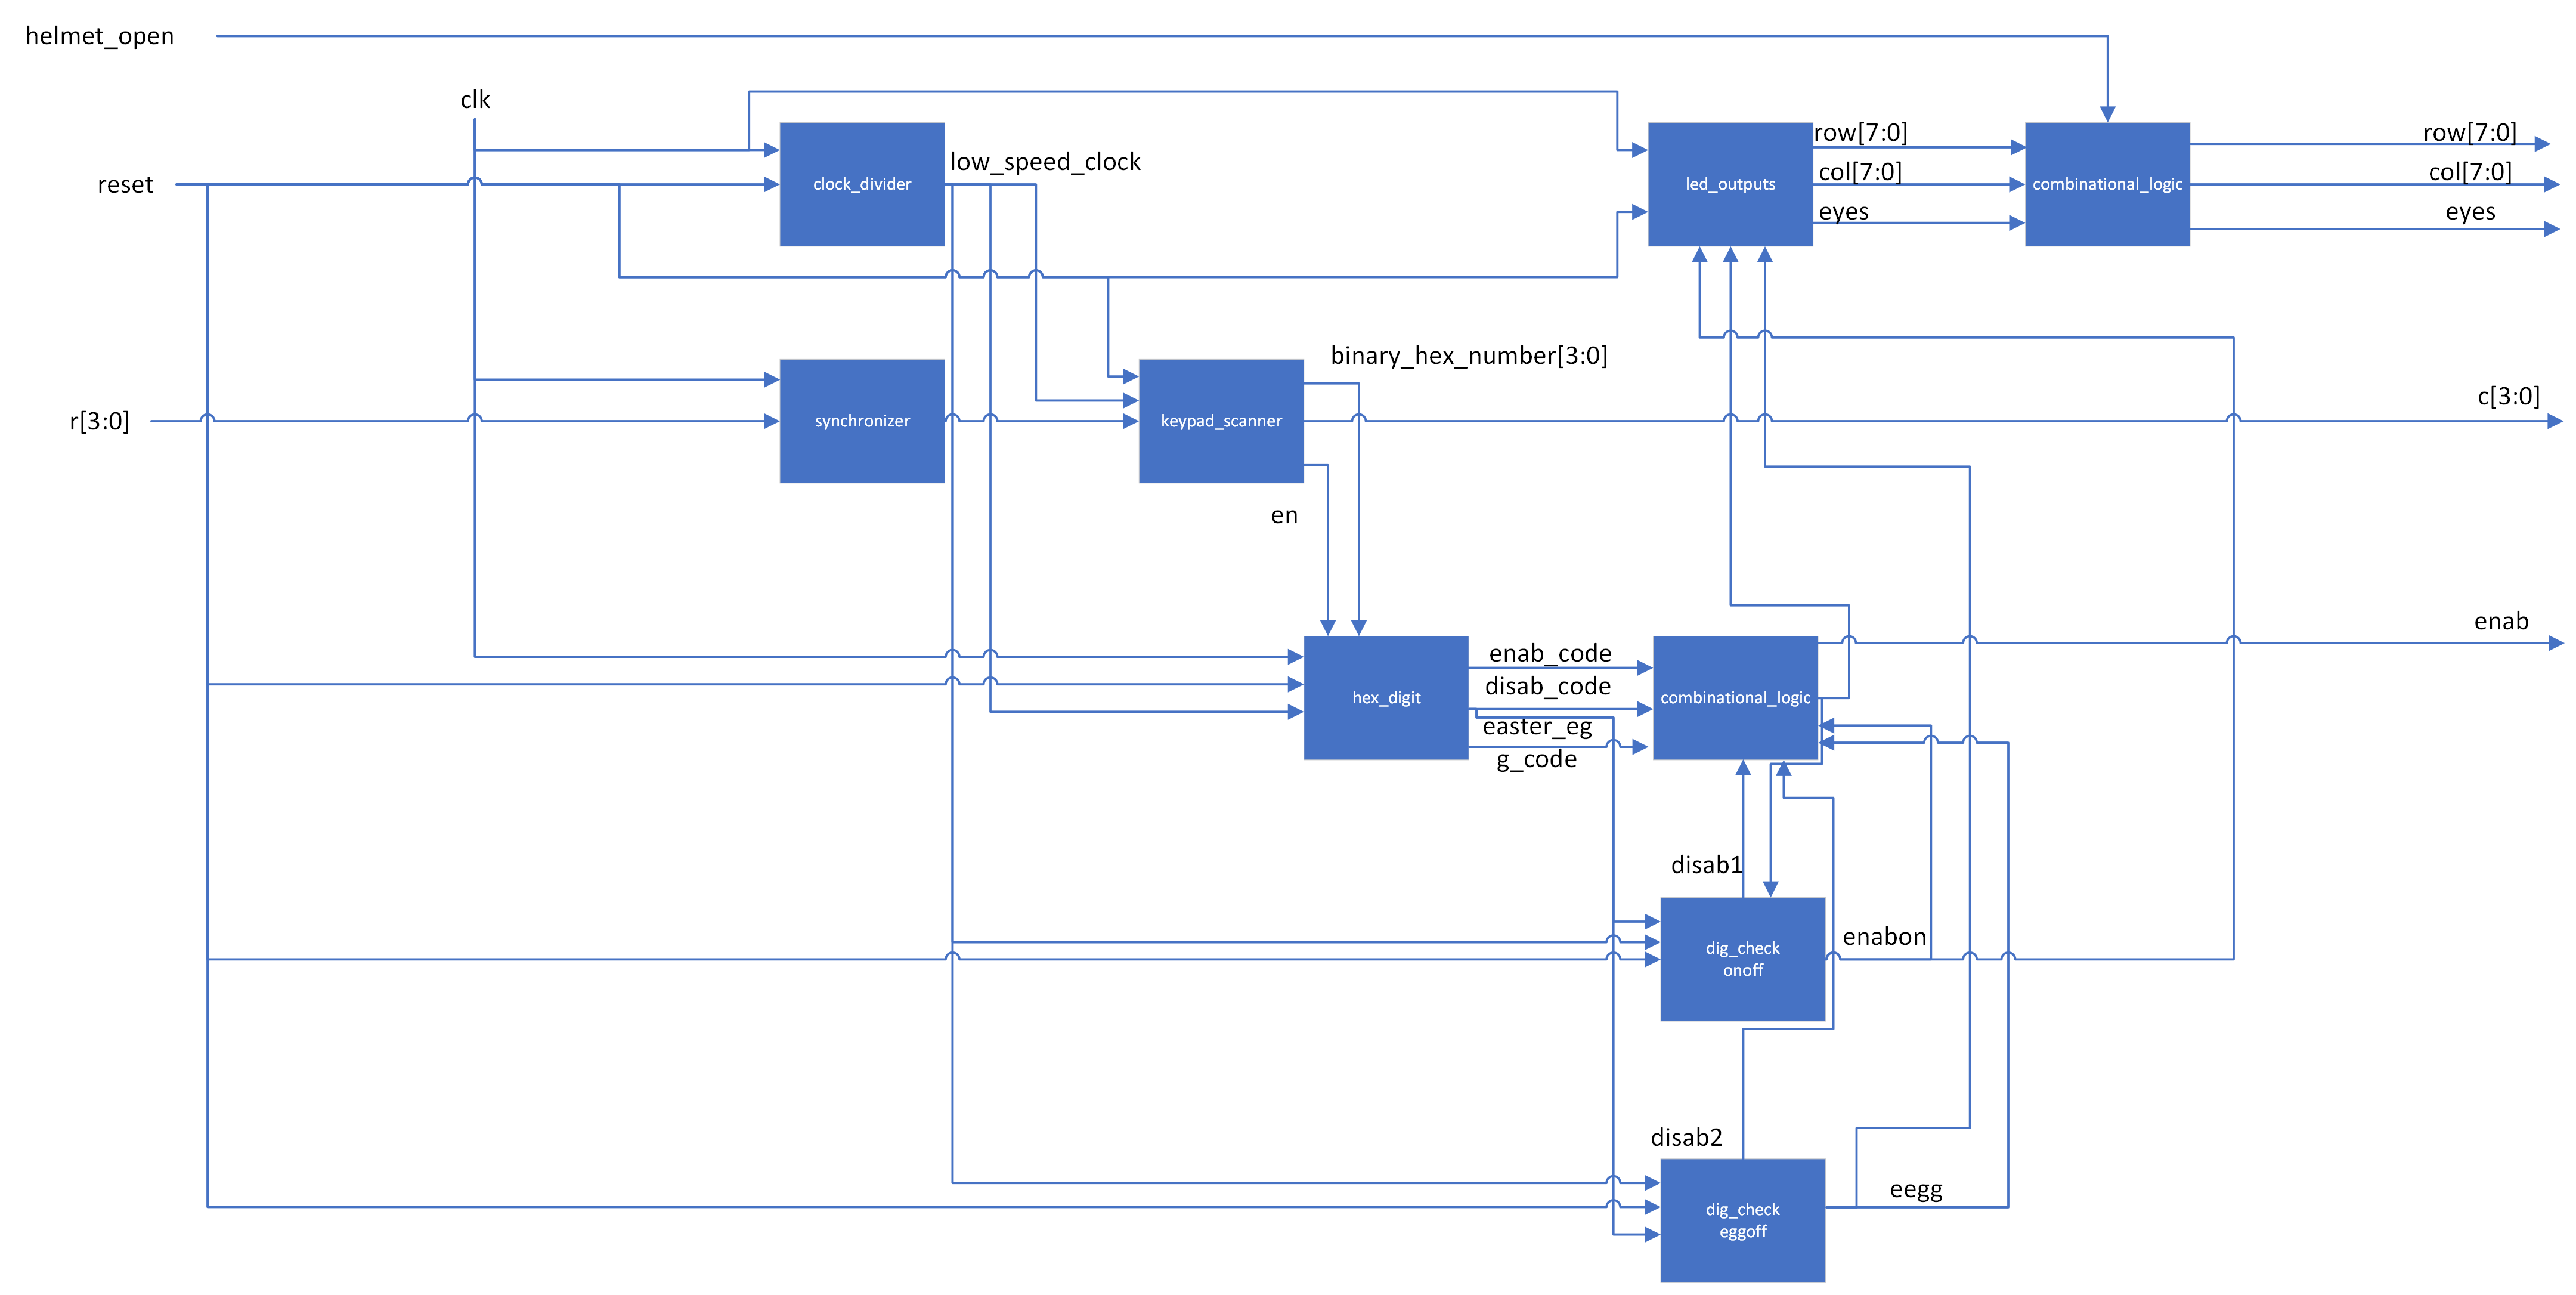 helmet_open
clk
reset
clock_divider
low_speed_clock
led_outputs
row[7:0]
col[7:0]
eyes
combinational_logic
row[7:0]
col[7:0]
eyes
r[3:0]
synchronizer
keypad_scanner
binary_hex_number[3:0]
c[3:0]
en
enab
hex_digit
enab_code
disab_code
easter_eg
g_code
combinational_logic
disab1
dig_check
onoff
enabon
disab2
dig_check
eggoff
eegg